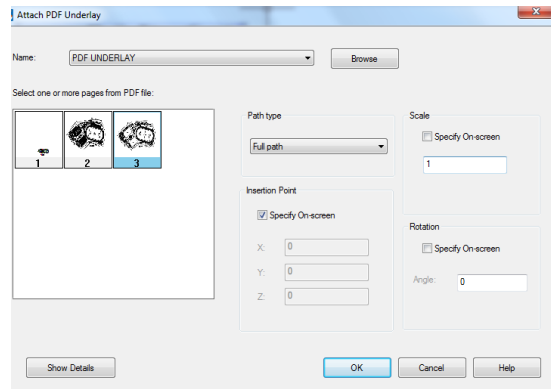 Attach PDF Underlay
Name: PDF UNDERLAY Browse
Select one or more pages from PDF file:
1 2 3
Path type
Full path
Scale
Specify On-screen
1
Insertion Point
Specify On-screen
X: 0
Y: 0
Z: 0
Rotation
Specify On-screen
Angle: 0
Show Details OK Cancel Help